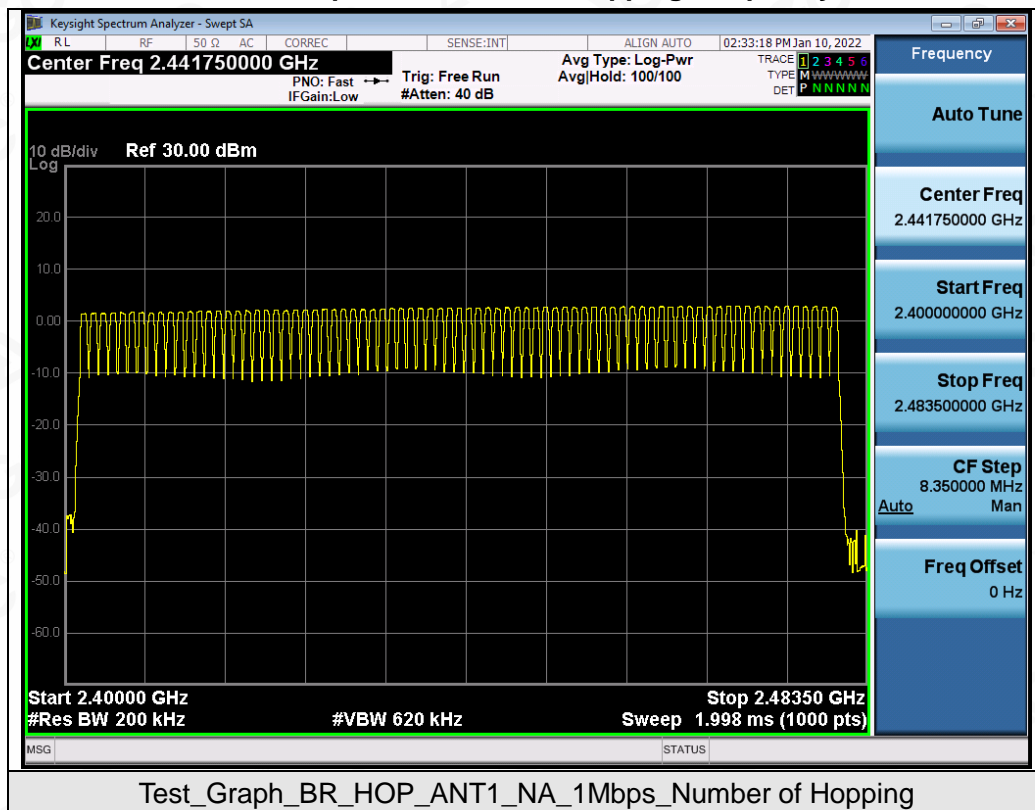 Keysight Spectrum Analyzer - Swept SA
LXI RL RF 50 Ω AC CORREC SENSE:INT ALIGN AUTO 02:33:18 PM Jan 10, 2022
Center Freq 2.441750000 GHz
PNO: Fast
IFGain:Low
Trig: Free Run
#Atten: 40 dB
Avg Type: Log-Pwr
Avg|Hold: 100/100
TRACE 1 2 3 4 5 6
TYPE M WWWWW
DET P N N N N N
10 dB/div Ref 30.00 dBm
Log
20.0
10.0
0.00
-10.0
-20.0
-30.0
-40.0
-50.0
-60.0
Start 2.40000 GHz Stop 2.48350 GHz
#Res BW 200 kHz #VBW 620 kHz Sweep 1.998 ms (1000 pts)
MSG STATUS
Frequency
Auto Tune
Center Freq
2.441750000 GHz
Start Freq
2.400000000 GHz
Stop Freq
2.483500000 GHz
CF Step
8.350000 MHz
Auto Man
Freq Offset
0 Hz
Test_Graph_BR_HOP_ANT1_NA_1Mbps_Number of Hopping